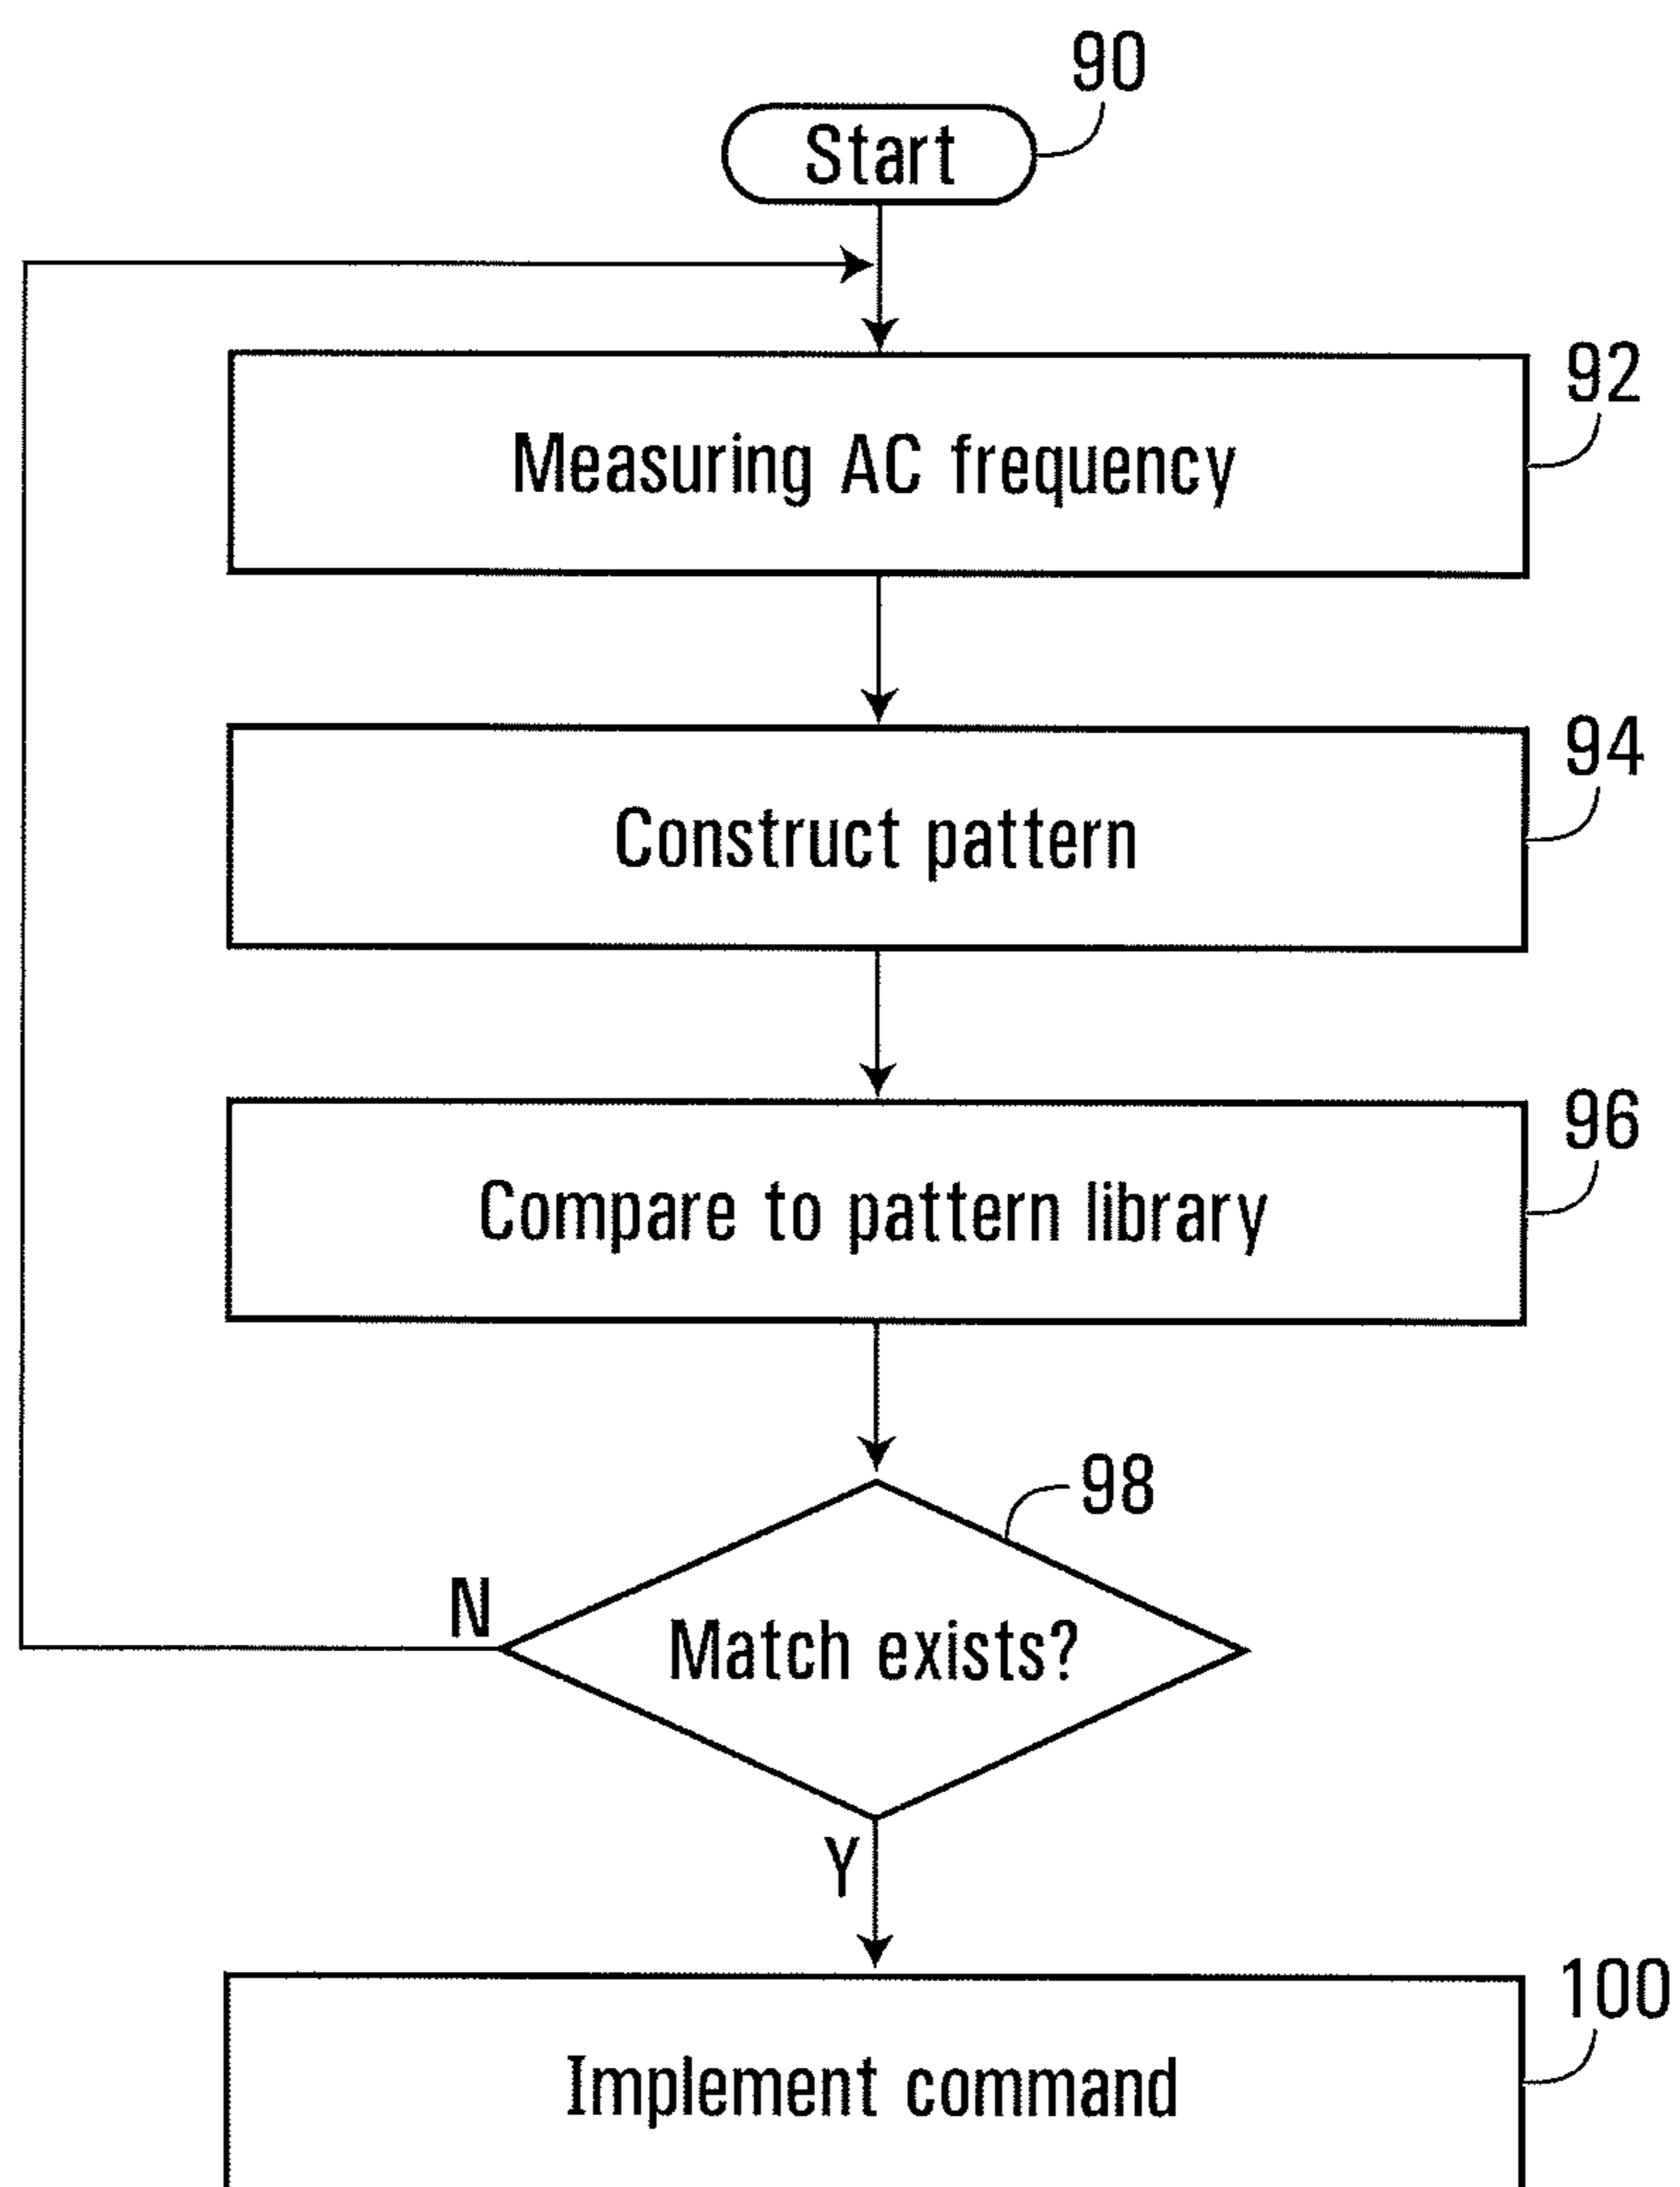 90
Start
92
Measuring AC frequency
94
Construct pattern
96
Compare to pattern library
98
N
Match exists?
Y
100
Implement command